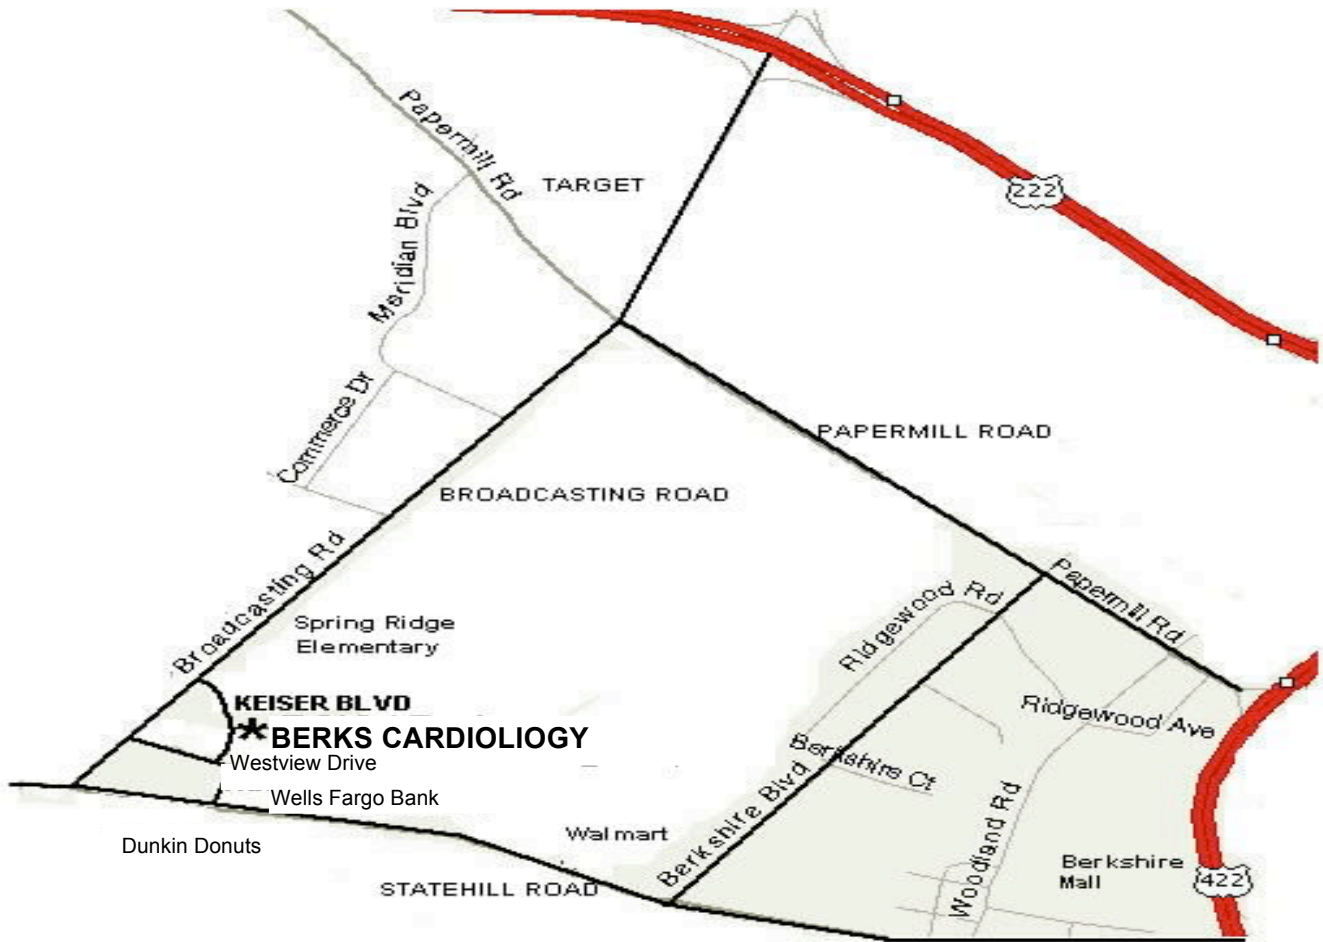 Papermill Rd
TARGET
222
Meridian Blvd
Commerce Dr
PAPERMILL ROAD
BROADCASTING ROAD
Broadcasting Rd
Papermill Rd
Ridgewood Rd
Spring Ridge
Elementary
KEISER BLVD
* BERKS CARDIOLIOGY
Ridgewood Ave
Westview Drive
Berkshire Ct
Wells Fargo Bank
Berkshire Blvd
Woodland Rd
Walmart
Dunkin Donuts
Berkshire
Mall
422
STATEHILL ROAD